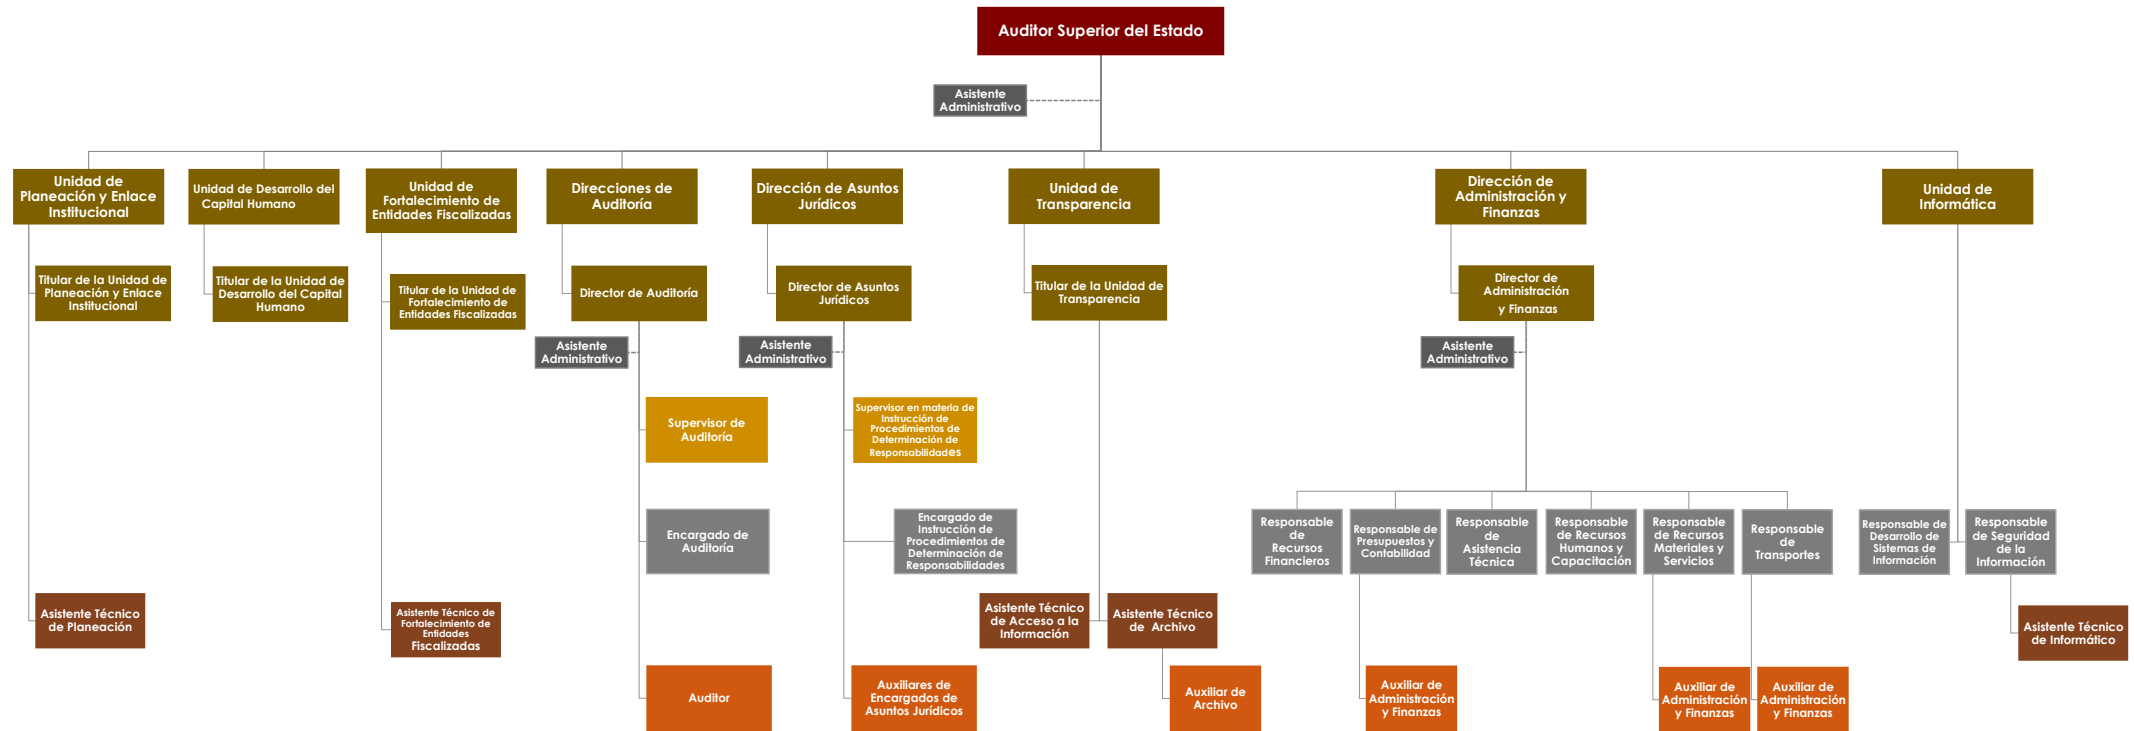 Auditor Superior del Estado
Asistente
Administrativo
Unidad de
Planeación y Enlace
Institucional
Unidad de Desarrollo del
Capital Humano
Unidad de
Fortalecimiento de
Entidades Fiscalizadas
Direcciones de
Auditoría
Dirección de Asuntos
Jurídicos
Unidad de
Transparencia
Dirección de
Administración y
Finanzas
Unidad de
Informática
Titular de la Unidad de
Planeación y Enlace
Institucional
Titular de la Unidad de
Desarrollo del Capital
Humano
Titular de la Unidad de
Fortalecimiento de
Entidades Fiscalizadas
Director de Auditoría
Director de Asuntos
Jurídicos
Titular de la Unidad de
Transparencia
Director de
Administración
y Finanzas
Asistente
Administrativo
Asistente
Administrativo
Asistente
Administrativo
Supervisor de
Auditoría
Supervisor en materia de
Instrucción de
Procedimientos de
Determinación de
Responsabilidades
Encargado de
Auditoría
Encargado de
Instrucción de
Procedimientos de
Determinación de
Responsabilidades
Responsable
de
Recursos
Financieros
Responsable de
Presupuestos y
Contabilidad
Responsable
de
Asistencia
Técnica
Responsable
de Recursos
Humanos y
Capacitación
Responsable
de Recursos
Materiales y
Servicios
Responsable
de
Transportes
Responsable de
Desarrollo de
Sistemas de
Información
Responsable
de Seguridad
de la
Información
Asistente Técnico
de Planeación
Asistente Técnico de
Fortalecimiento de
Entidades
Fiscalizadas
Asistente Técnico
de Acceso a la
Información
Asistente Técnico
de Archivo
Asistente Técnico
de Informático
Auditor
Auxiliares de
Encargados de
Asuntos Jurídicos
Auxiliar de
Archivo
Auxiliar de
Administración
y Finanzas
Auxiliar de
Administración
y Finanzas
Auxiliar de
Administración
y Finanzas